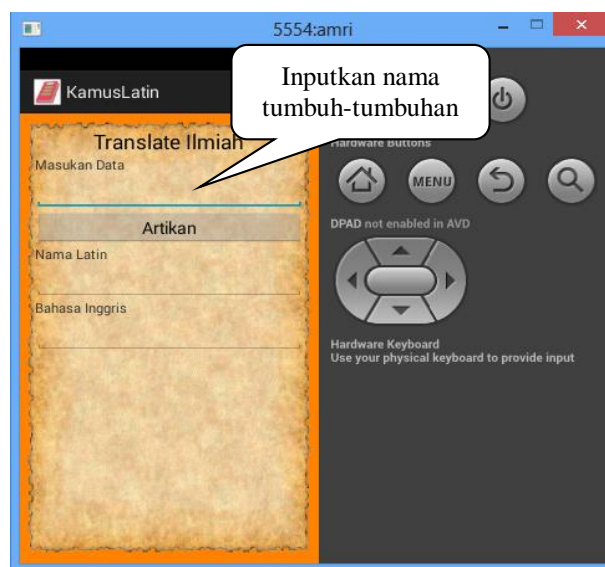 5554:amri
KamusLatin
Inputkan nama
tumbuh-tumbuhan
Translate Ilmiah
Masukan Data
Artikan
Nama Latin
Bahasa Inggris
Hardware Buttons
MENU
DPAD not enabled in AVD
Hardware Keyboard
Use your physical keyboard to provide input